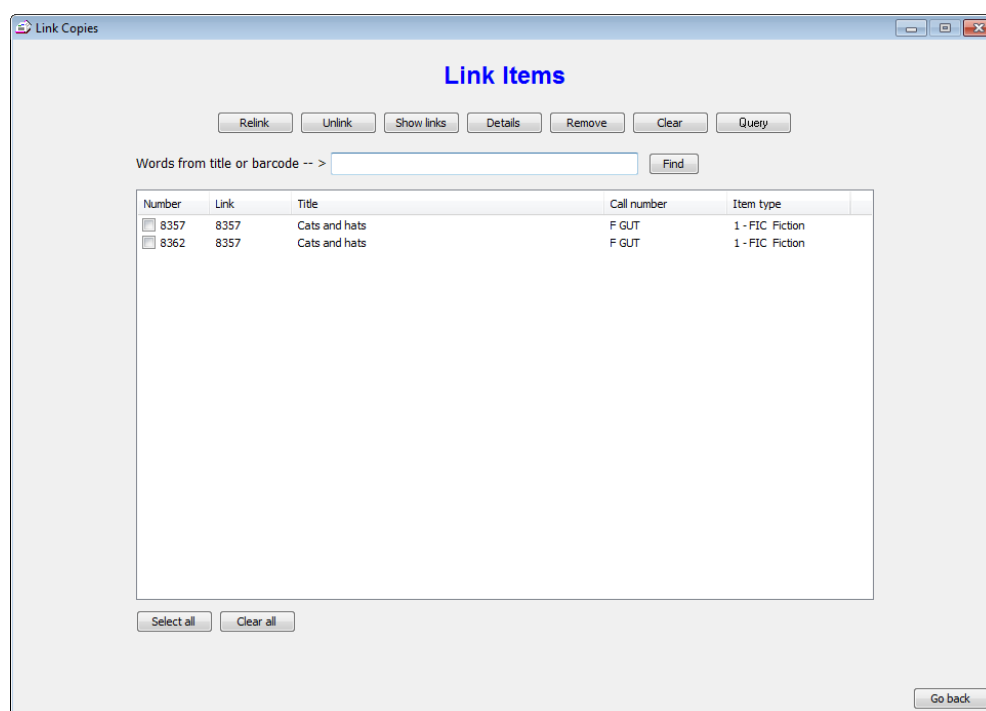 Link Copies
Link Items
Relink Unlink Show links Details Remove Clear Query
Words from title or barcode -- > Find
Number Link Title Call number Item type
8357 8357 Cats and hats F GUT 1 - FIC Fiction
8362 8357 Cats and hats F GUT 1 - FIC Fiction
Select all Clear all
Go back